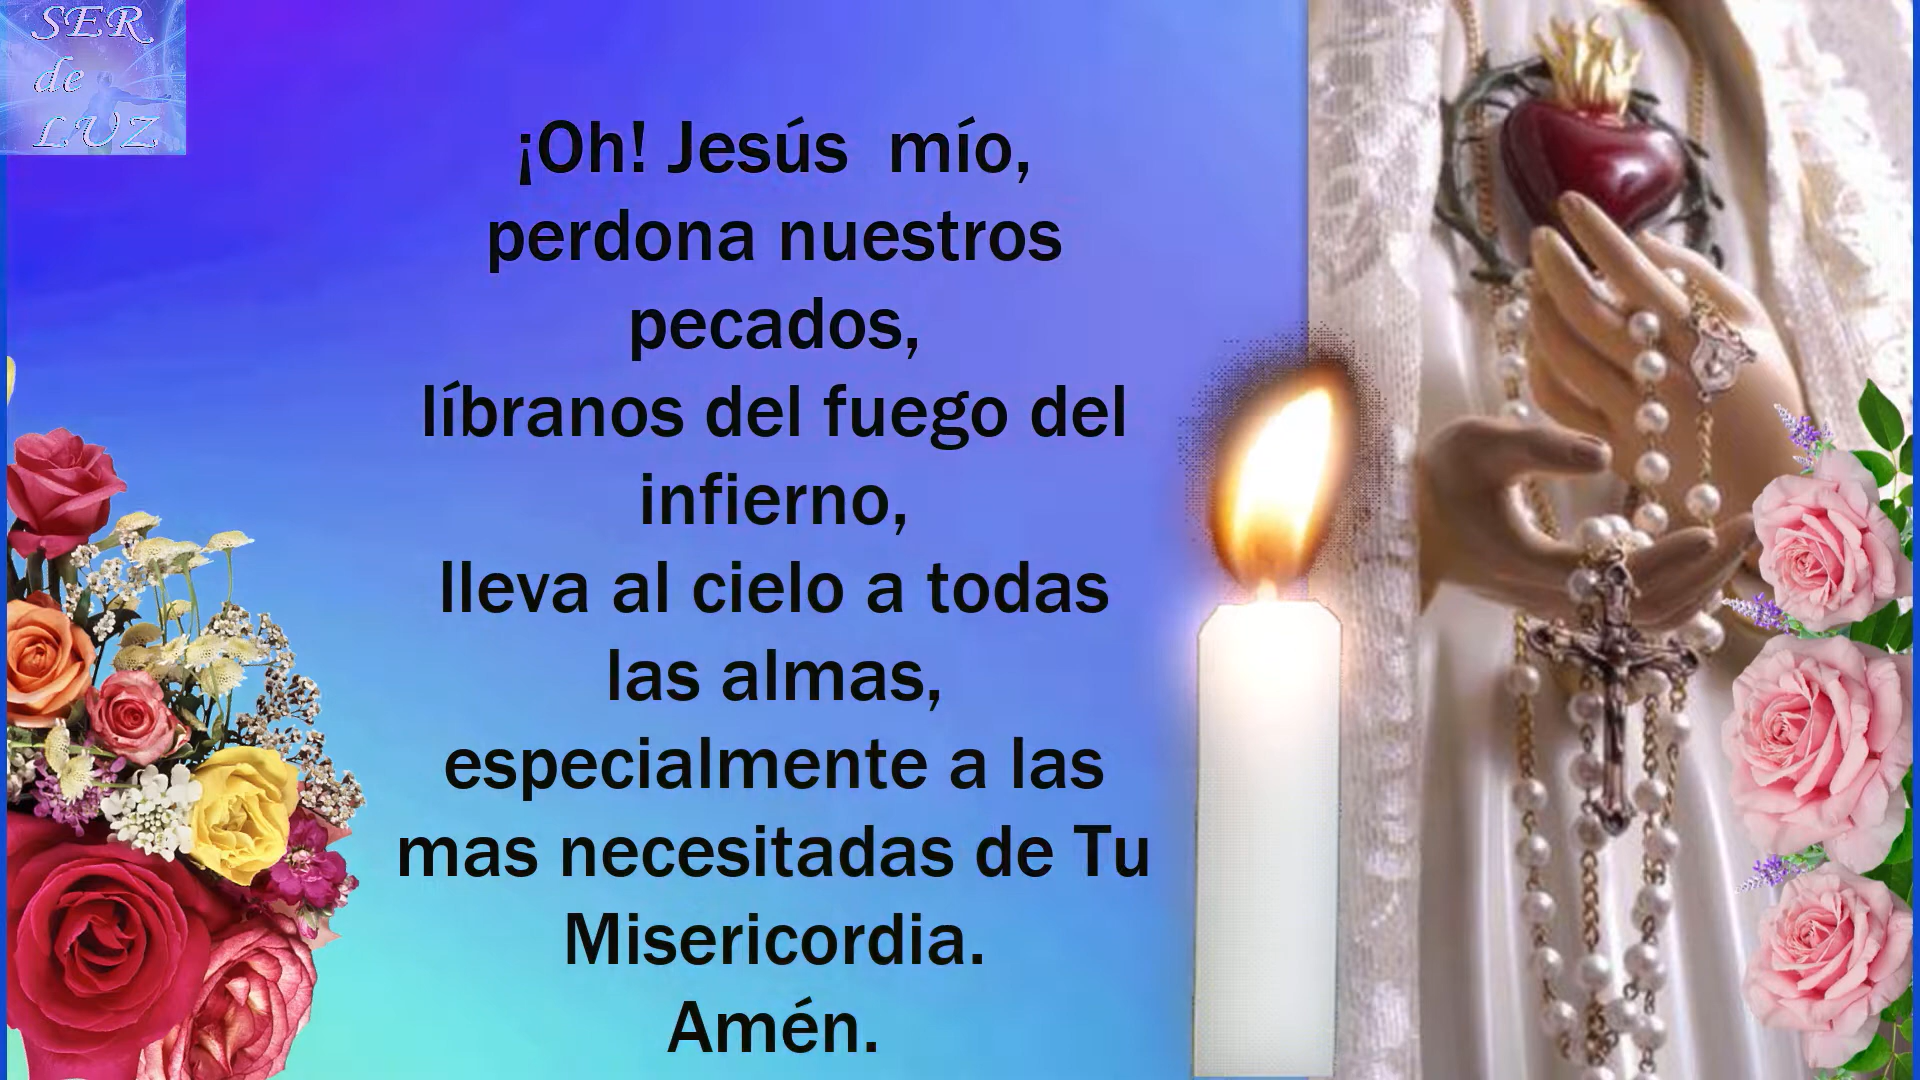 SER
de
LUZ
¡Oh! Jesús mío,
perdona nuestros
pecados,
líbranos del fuego del
infierno,
lleva al cielo a todas
las almas,
especialmente a las
mas necesitadas de Tu
Misericordia.
Amén.